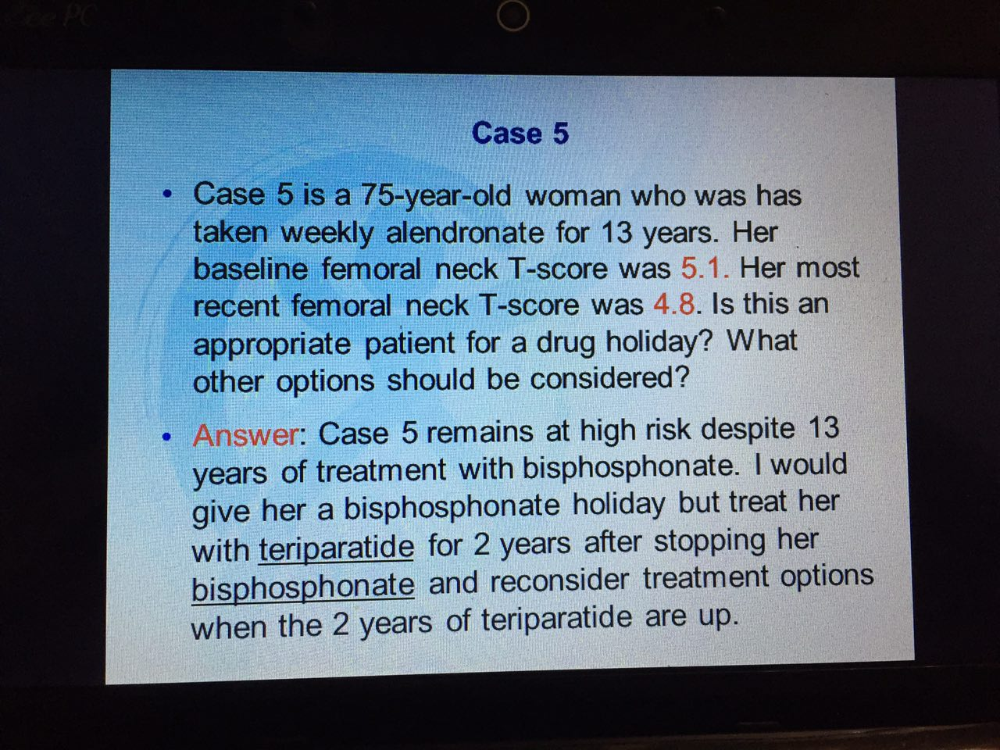 Case 5
• Case 5 is a 75-year-old woman who was has
taken weekly alendronate for 13 years. Her
baseline femoral neck T-score was 5.1. Her most
recent femoral neck T-score was 4.8. Is this an
appropriate patient for a drug holiday? What
other options should be considered?
• Answer: Case 5 remains at high risk despite 13
years of treatment with bisphosphonate. I would
give her a bisphosphonate holiday but treat her
with teriparatide for 2 years after stopping her
bisphosphonate and reconsider treatment options
when the 2 years of teriparatide are up.